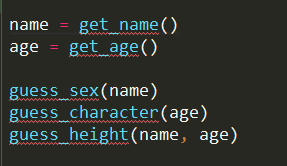 name = get_name()
age = get_age()
guess_sex(name)
guess_character(age)
guess_height(name, age)